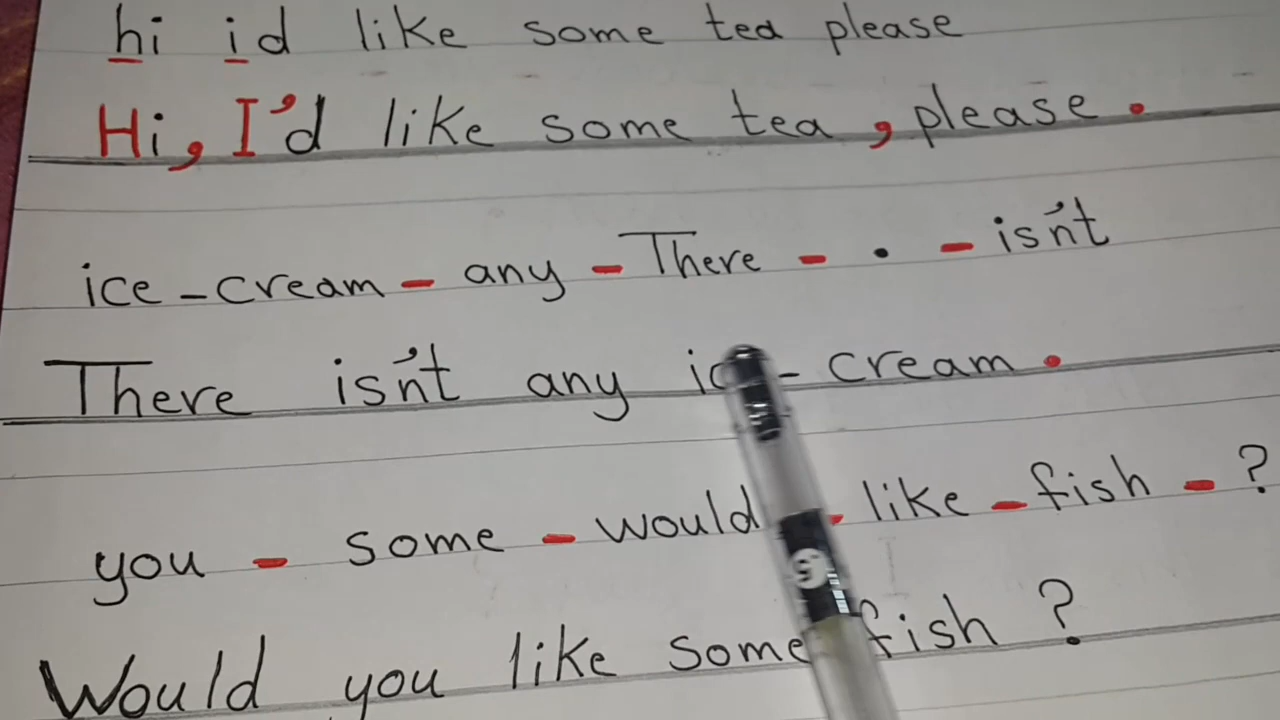 hi id like some tea please
Hi, I'd like some tea, please.
ice-cream - any - There - . - isn't
There isn't any - cream.
you - some - would - like - fish - ?
Would you like some fish ?